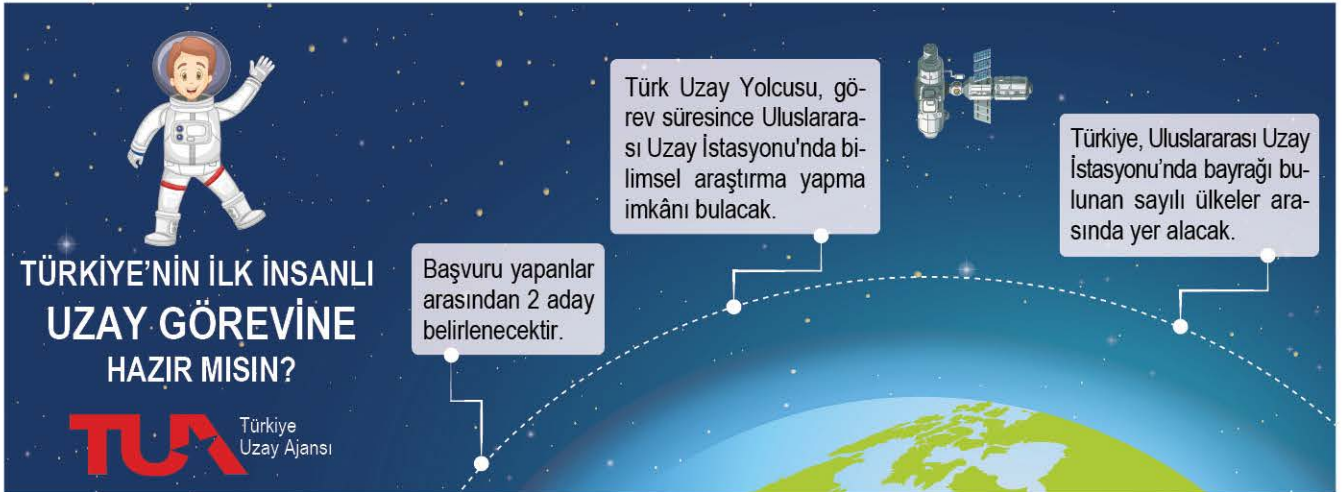 TÜRKİYE'NİN İLK İNSANLI
UZAY GÖREVİNE
HAZIR MISIN?
TUA
Türkiye
Uzay Ajansı
Başvuru yapanlar
arasından 2 aday
belirlenecektir.
Türk Uzay Yolcusu, gö-
rev süresince Uluslarara-
sı Uzay İstasyonu'nda bi-
limsel araştırma yapma
imkânı bulacak.
Türkiye, Uluslararası Uzay
İstasyonu'nda bayrağı bu-
lunan sayılı ülkeler ara-
sında yer alacak.